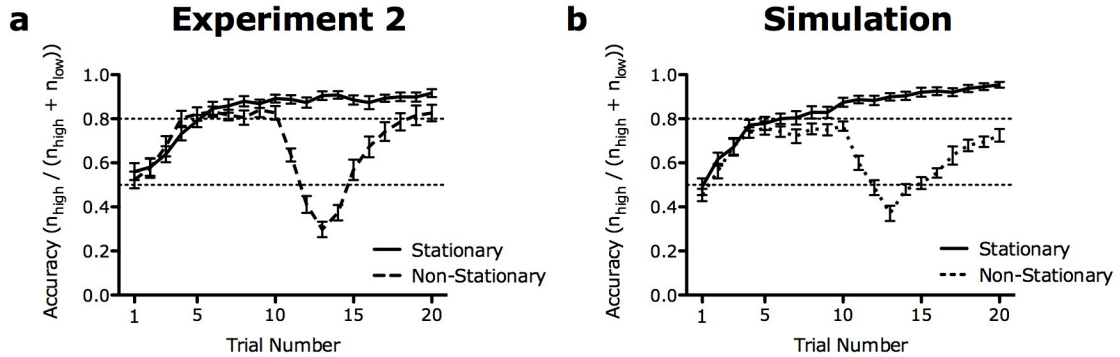 a Experiment 2
Accuracy (n_high / (n_high + n_low))
1.0
0.8
0.6
0.4
0.2
0.0
Stationary
Non-Stationary
1 5 10 15 20
Trial Number
b Simulation
Accuracy (n_high / (n_high + n_low))
1.0
0.8
0.6
0.4
0.2
0.0
Stationary
Non-Stationary
1 5 10 15 20
Trial Number